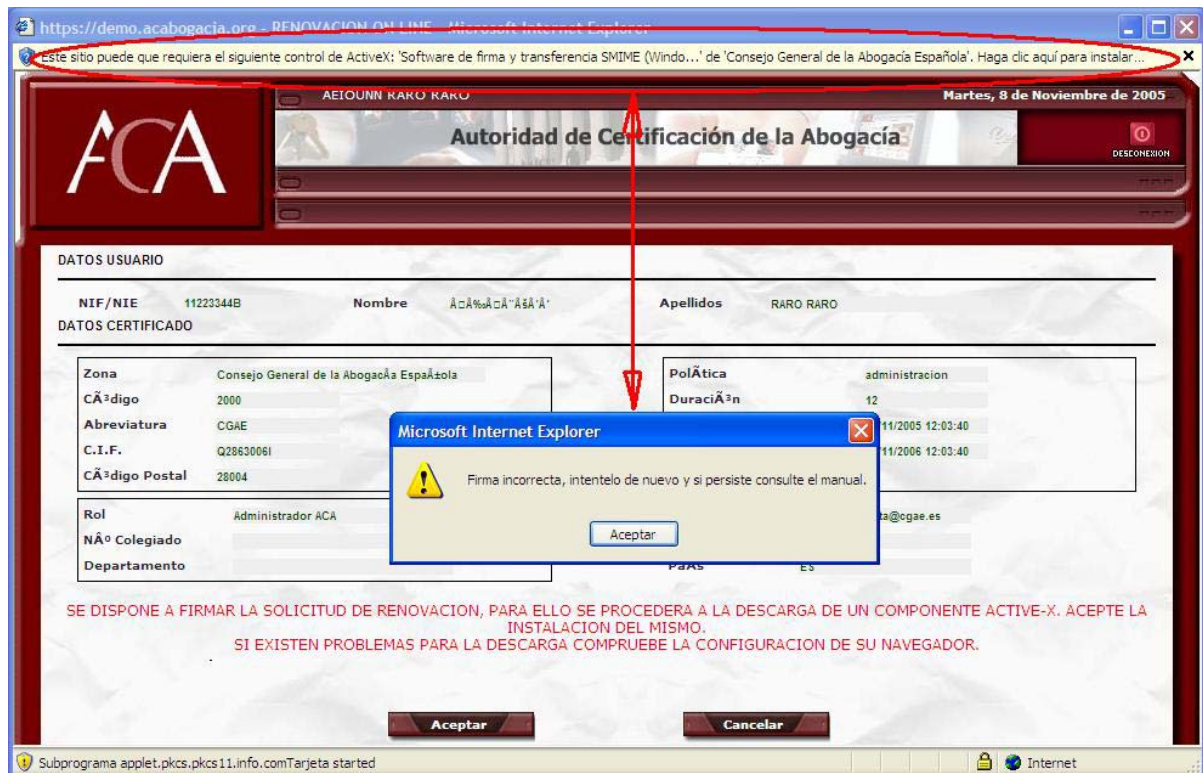 https://demo.acabogacia.org - RENOVACION ON LINE - Microsoft Internet Explorer
Este sitio puede que requiera el siguiente control de ActiveX: 'Software de firma y transferencia SMIME (Windo...' de 'Consejo General de la Abogacía Española'. Haga clic aquí para instalar...
ACA
AEIOUNN RARO RARO
Martes, 8 de Noviembre de 2005
Autoridad de Certificación de la Abogacía
DESCONEXION
DATOS USUARIO
NIF/NIE 11223344B Nombre Apellidos RARO RARO
DATOS CERTIFICADO
Zona Consejo General de la AbogacÃ­a EspaÃ±ola
CÃ³digo 2000
Abreviatura CGAE
C.I.F. Q2863006I
CÃ³digo Postal 28004
PolÃ­tica administracion
DuraciÃ³n 12
11/2005 12:03:40
11/2006 12:03:40
Rol Administrador ACA
NÂº Colegiado
Departamento
ta@cgae.es
PaÃ­s ES
Microsoft Internet Explorer
Firma incorrecta, intentelo de nuevo y si persiste consulte el manual.
Aceptar
SE DISPONE A FIRMAR LA SOLICITUD DE RENOVACION, PARA ELLO SE PROCEDERA A LA DESCARGA DE UN COMPONENTE ACTIVE-X. ACEPTE LA
INSTALACION DEL MISMO.
SI EXISTEN PROBLEMAS PARA LA DESCARGA COMPRUEBE LA CONFIGURACION DE SU NAVEGADOR.
Aceptar Cancelar
Subprograma applet.pkcs.pkcs11.info.comTarjeta started Internet